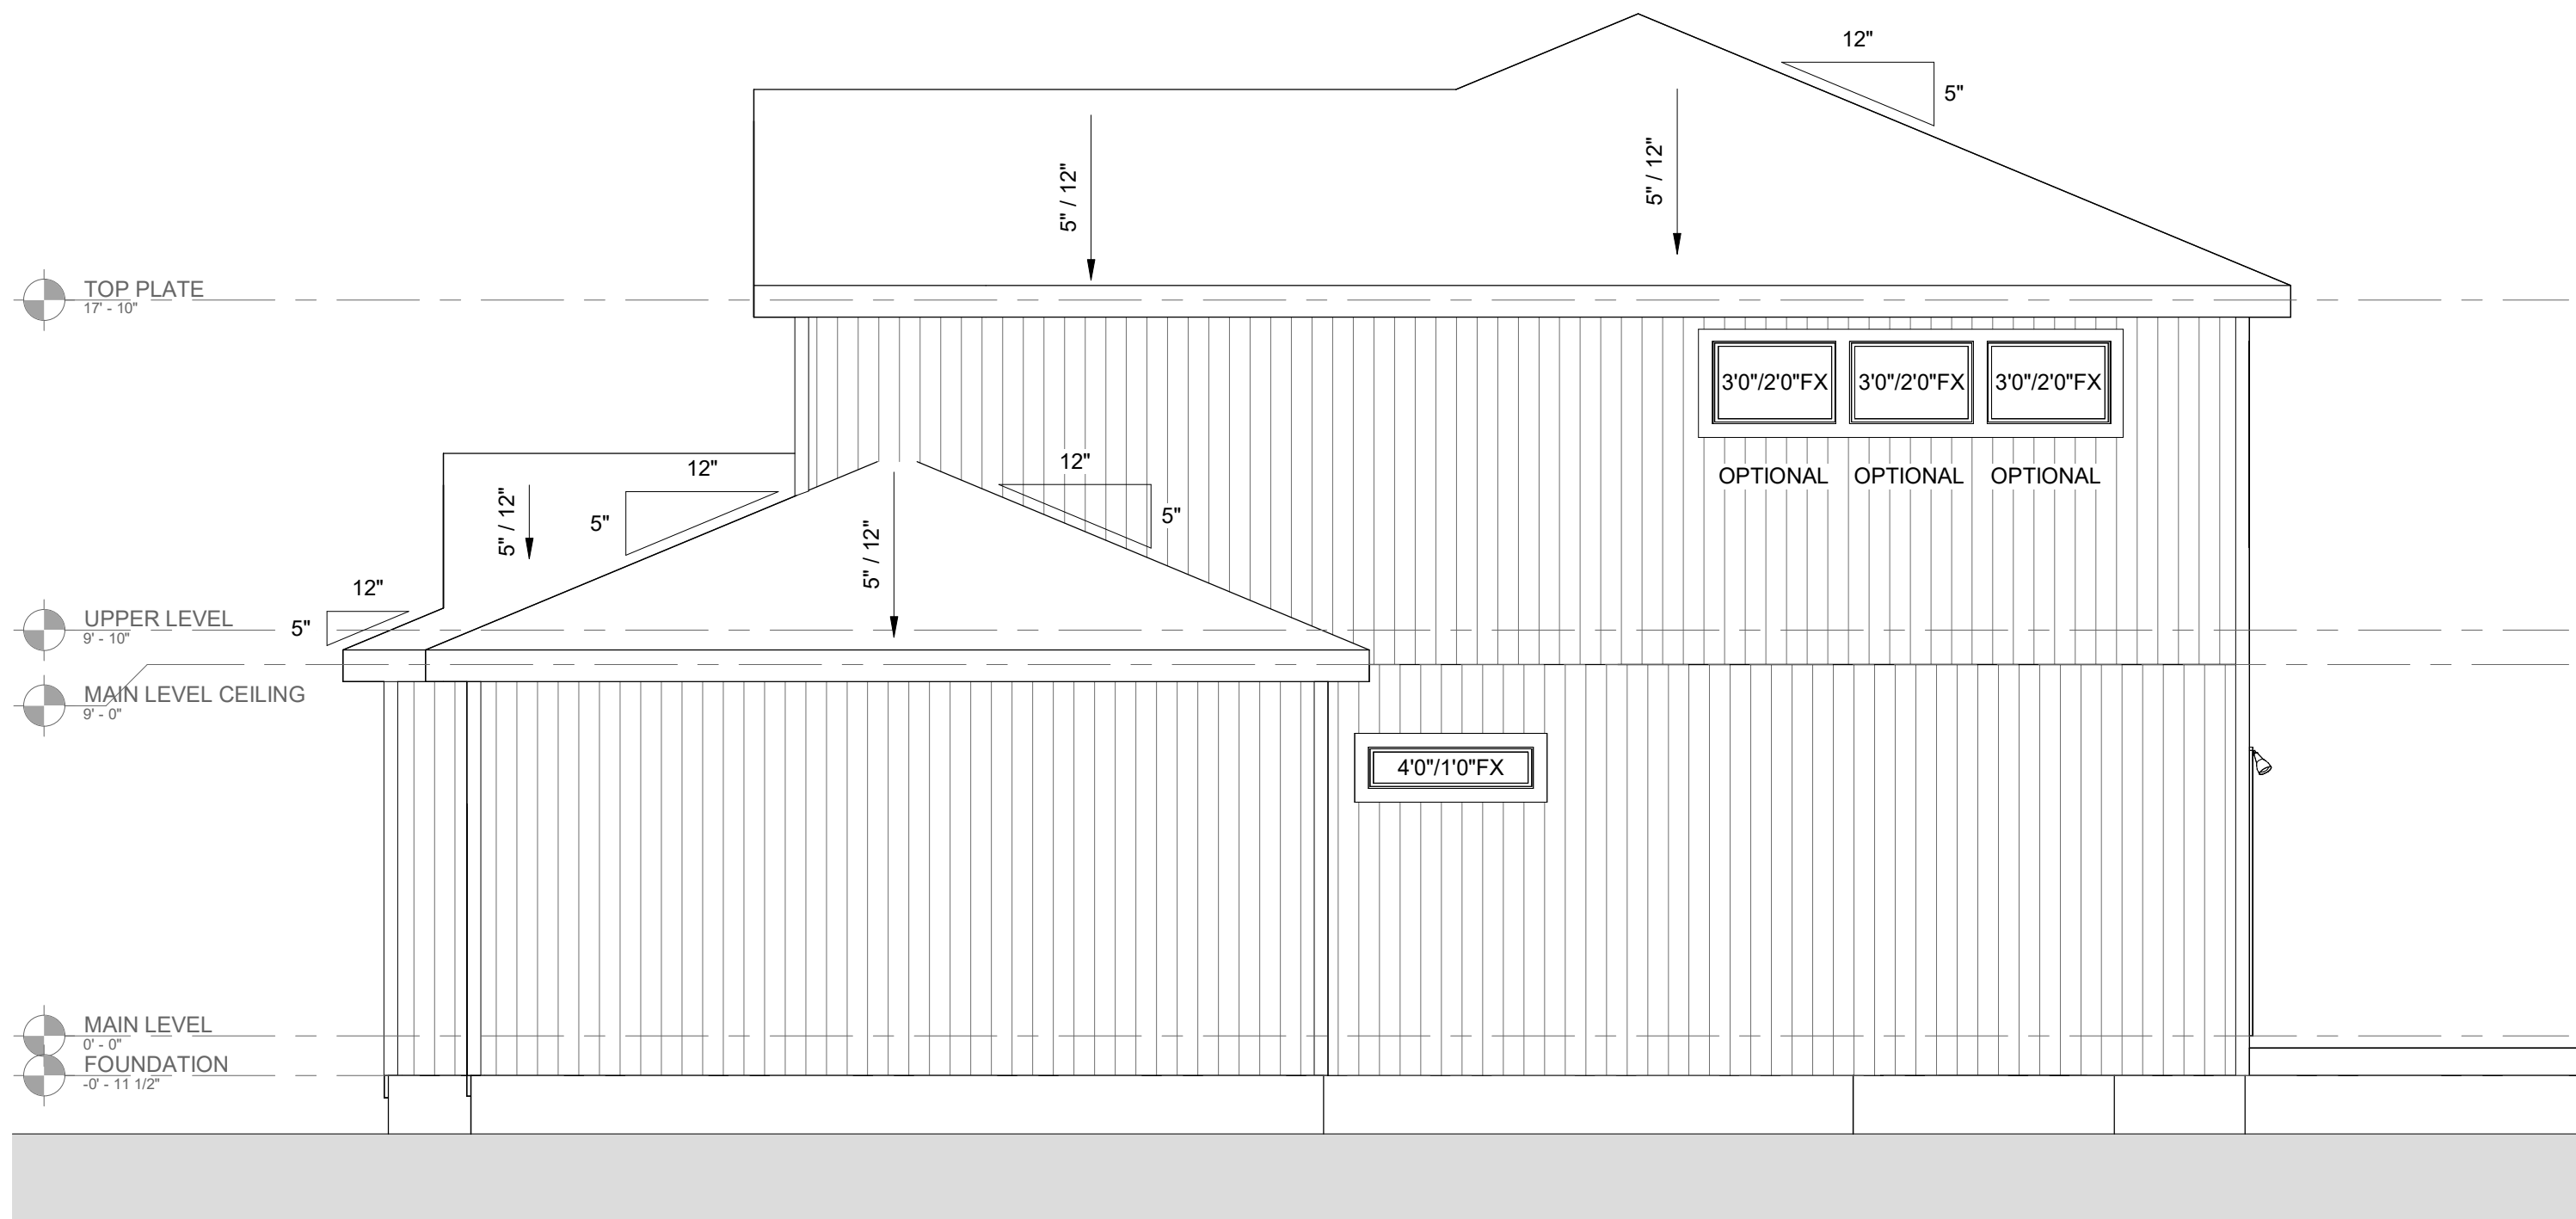 12"
5"
5" / 12"
5" / 12"
TOP PLATE
17' - 10"
3'0"/2'0"FX 3'0"/2'0"FX 3'0"/2'0"FX
OPTIONAL OPTIONAL OPTIONAL
12"
12"
5"
5"
5" / 12"
5" / 12"
12"
5"
UPPER LEVEL
9' - 10"
MAIN LEVEL CEILING
9' - 0"
4'0"/1'0"FX
MAIN LEVEL
0' - 0"
FOUNDATION
-0' - 11 1/2"